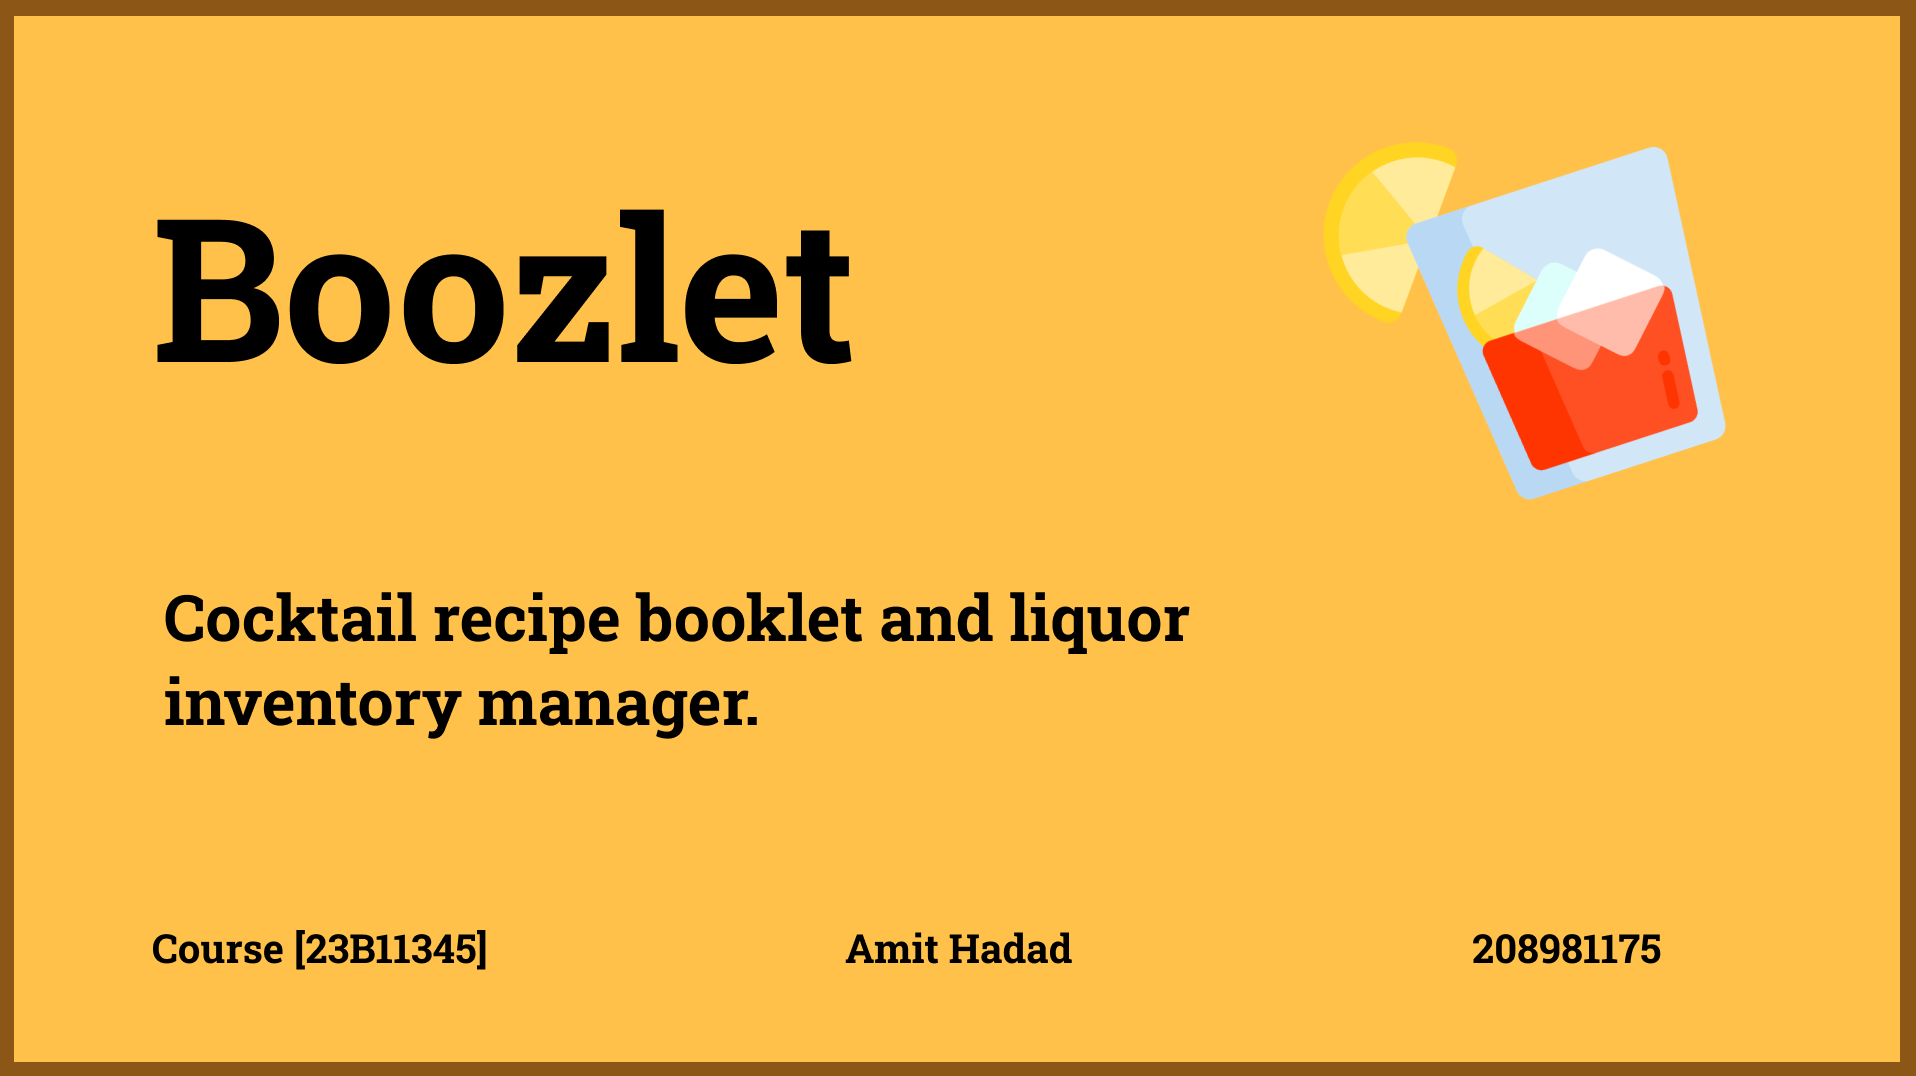 Boozlet
Cocktail recipe booklet and liquor
inventory manager.
Course [23B11345]
Amit Hadad
208981175